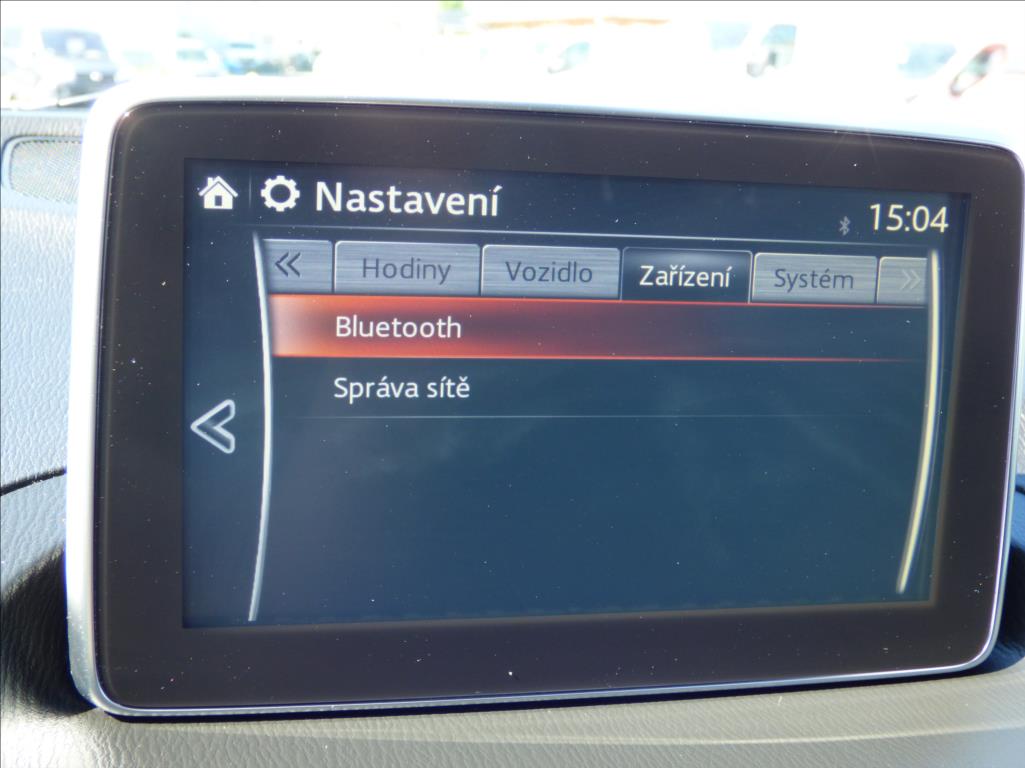 Nastavení
15:04
« Hodiny Vozidlo Zařízení Systém »
Bluetooth
Správa sítě